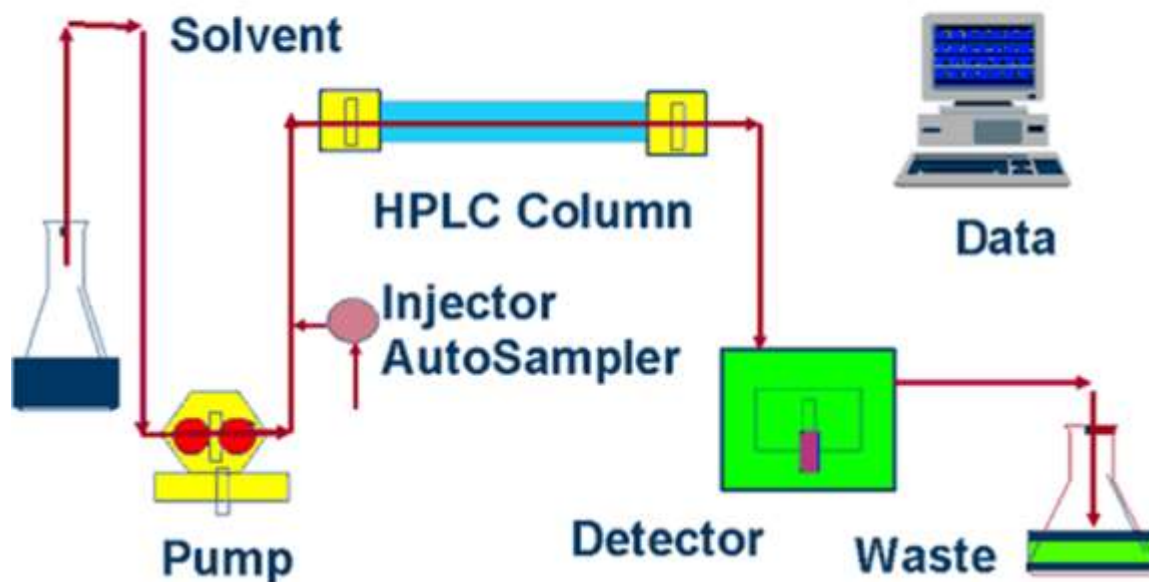 Solvent
HPLC Column
Data
Injector
AutoSampler
Pump
Detector
Waste